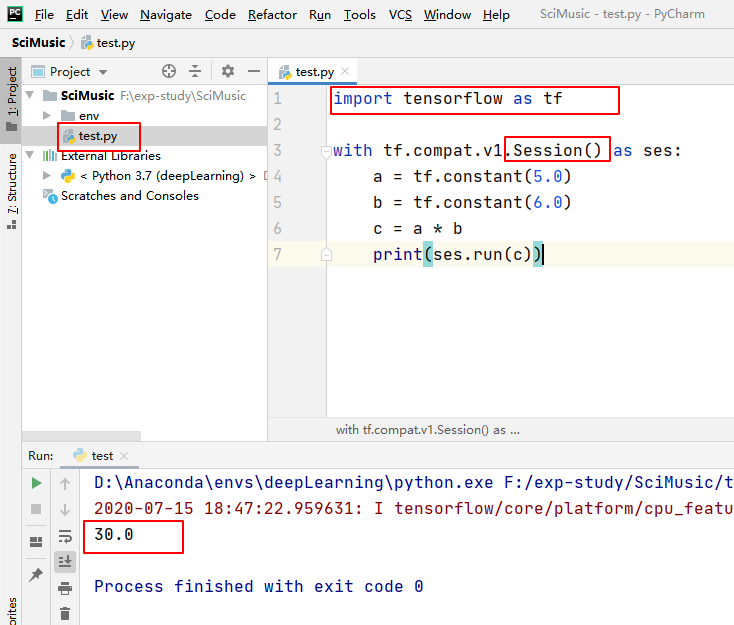 PC File Edit View Navigate Code Refactor Run Tools VCS Window Help SciMusic - test.py - PyCharm
SciMusic test.py
1: Project
Project
test.py
SciMusic F:\exp-study\SciMusic
env
test.py
External Libraries
< Python 3.7 (deepLearning) >
Scratches and Consoles
7: Structure
1 import tensorflow as tf
2
3 with tf.compat.v1.Session() as ses:
4 a = tf.constant(5.0)
5 b = tf.constant(6.0)
6 c = a * b
7 print(ses.run(c))
with tf.compat.v1.Session() as ...
Run: test
D:\Anaconda\envs\deepLearning\python.exe F:/exp-study/SciMusic/t
2020-07-15 18:47:22.959631: I tensorflow/core/platform/cpu_featu
30.0
Process finished with exit code 0